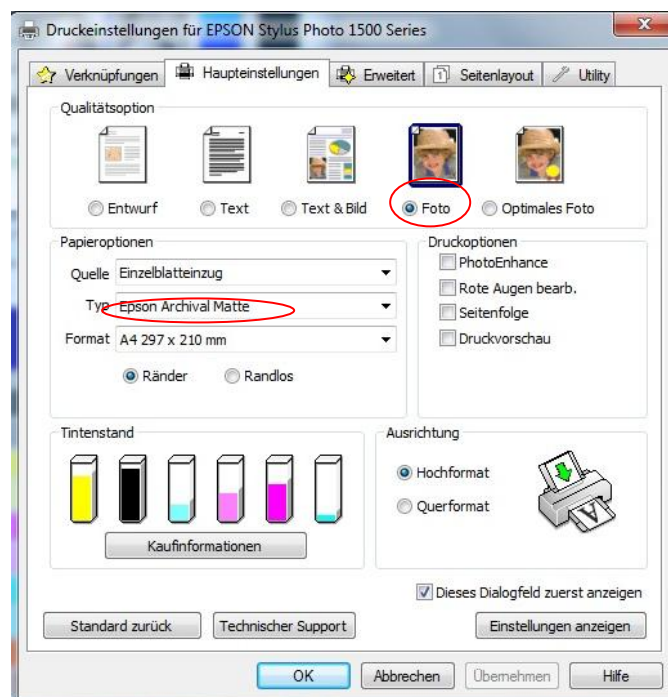 Druckeinstellungen für EPSON Stylus Photo 1500 Series
Verknüpfungen Haupteinstellungen Erweitert 1 Seitenlayout Utility
Qualitätsoption
Entwurf Text Text & Bild Foto Optimales Foto
Papieroptionen
Quelle Einzelblatteinzug
Typ Epson Archival Matte
Format A4 297 x 210 mm
Ränder Randlos
Druckoptionen
PhotoEnhance
Rote Augen bearb.
Seitenfolge
Druckvorschau
Tintenstand
Kaufinformationen
Ausrichtung
Hochformat
Querformat
A
Dieses Dialogfeld zuerst anzeigen
Standard zurück Technischer Support Einstellungen anzeigen
OK Abbrechen Übernehmen Hilfe